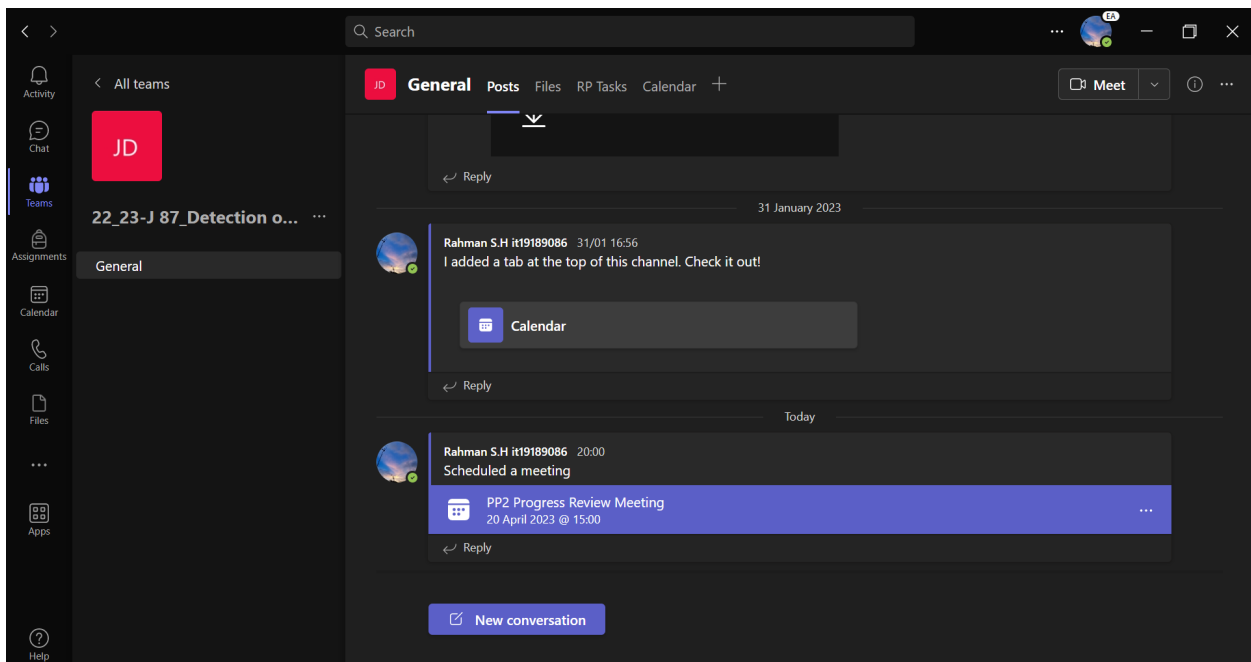 Search
EA
Activity
Chat
Teams
Assignments
Calendar
Calls
Files
Apps
Help
All teams
JD
22_23-J 87_Detection o...
General
JD General Posts Files RP Tasks Calendar
Meet
Reply
31 January 2023
Rahman S.H it19189086 31/01 16:56
I added a tab at the top of this channel. Check it out!
Calendar
Reply
Today
Rahman S.H it19189086 20:00
Scheduled a meeting
PP2 Progress Review Meeting
20 April 2023 @ 15:00
Reply
New conversation